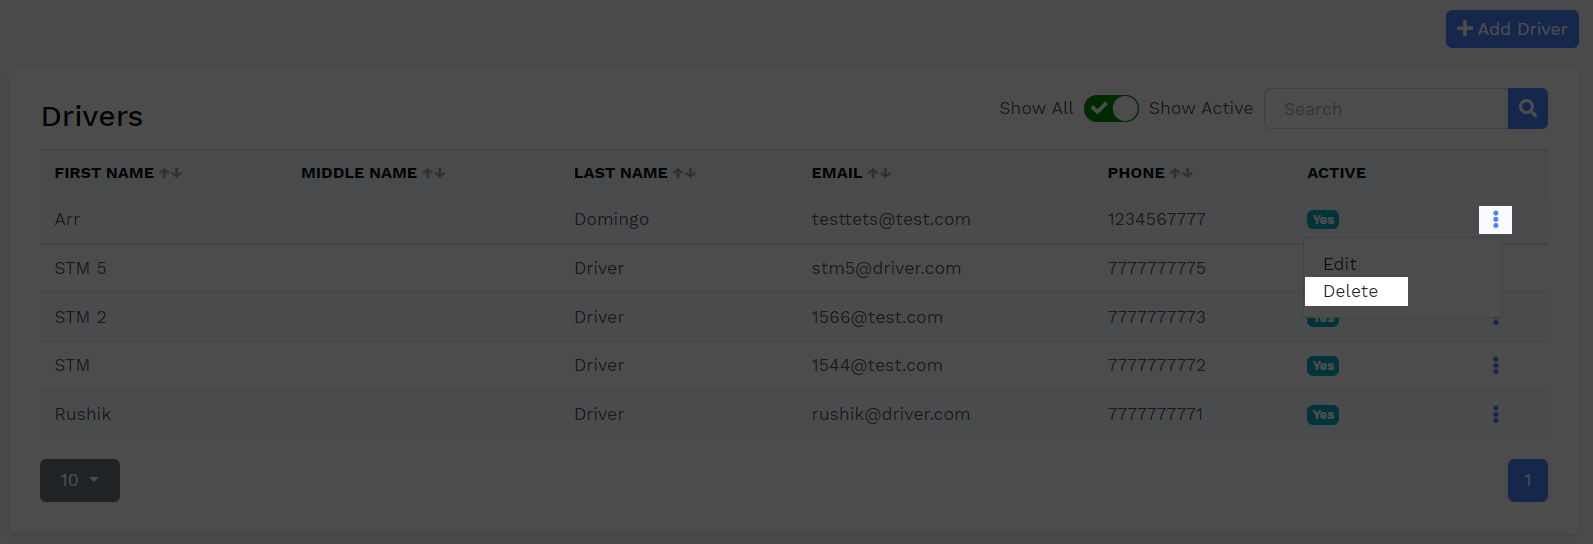 Add Driver
Drivers
Show All Show Active Search
FIRST NAME MIDDLE NAME LAST NAME EMAIL PHONE ACTIVE
Arr Domingo testtets@test.com 1234567777 Yes
STM 5 Driver stm5@driver.com 7777777775
Edit
Delete
STM 2 Driver 1566@test.com 7777777773 Yes
STM Driver 1544@test.com 7777777772 Yes
Rushik Driver rushik@driver.com 7777777771 Yes
10 1